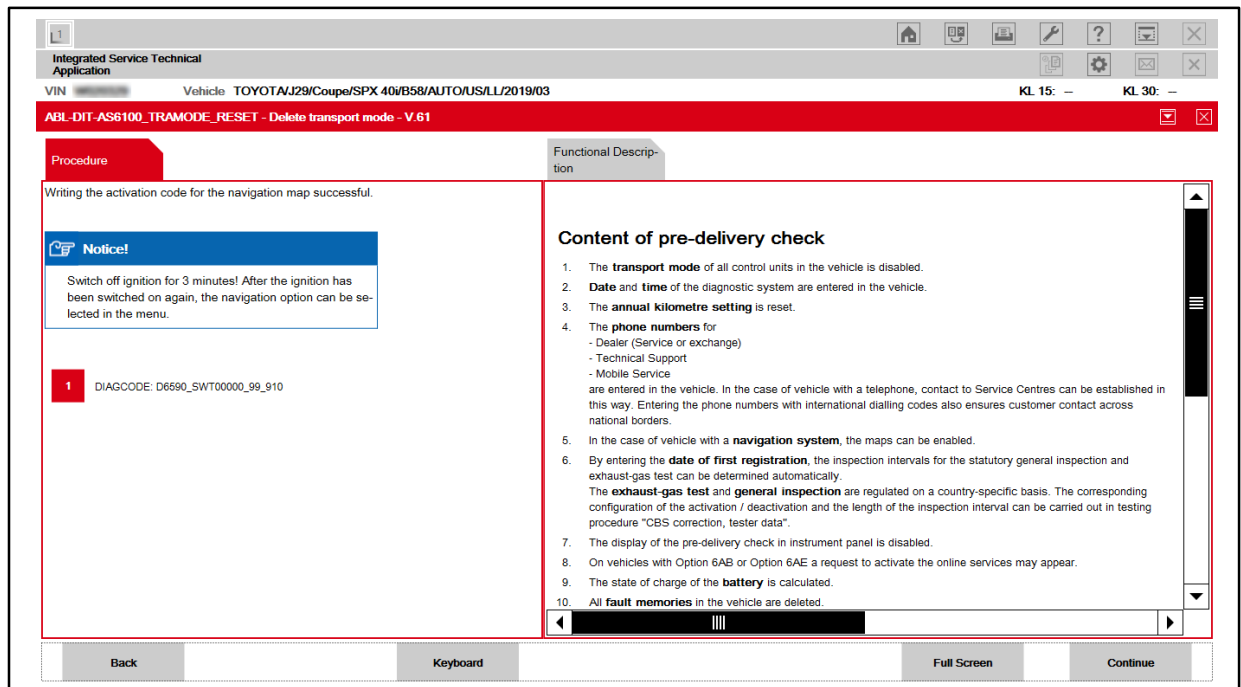 1
Integrated Service Technical
Application
VIN Vehicle TOYOTA/J29/Coupe/SPX 40i/B58/AUTO/US/LL/2019/03 KL 15: – KL 30: –
ABL-DIT-AS6100_TRAMODE_RESET - Delete transport mode - V.61
Procedure
Writing the activation code for the navigation map successful.
Notice!
Switch off ignition for 3 minutes! After the ignition has
been switched on again, the navigation option can be se-
lected in the menu.
1 DIAGCODE: D6590_SWT00000_99_910
Functional Descrip-
tion
Content of pre-delivery check
1. The transport mode of all control units in the vehicle is disabled.
2. Date and time of the diagnostic system are entered in the vehicle.
3. The annual kilometre setting is reset.
4. The phone numbers for
- Dealer (Service or exchange)
- Technical Support
- Mobile Service
are entered in the vehicle. In the case of vehicle with a telephone, contact to Service Centres can be established in
this way. Entering the phone numbers with international dialling codes also ensures customer contact across
national borders.
5. In the case of vehicle with a navigation system, the maps can be enabled.
6. By entering the date of first registration, the inspection intervals for the statutory general inspection and
exhaust-gas test can be determined automatically.
The exhaust-gas test and general inspection are regulated on a country-specific basis. The corresponding
configuration of the activation / deactivation and the length of the inspection interval can be carried out in testing
procedure "CBS correction, tester data".
7. The display of the pre-delivery check in instrument panel is disabled.
8. On vehicles with Option 6AB or Option 6AE a request to activate the online services may appear.
9. The state of charge of the battery is calculated.
10. All fault memories in the vehicle are deleted.
Back Keyboard Full Screen Continue